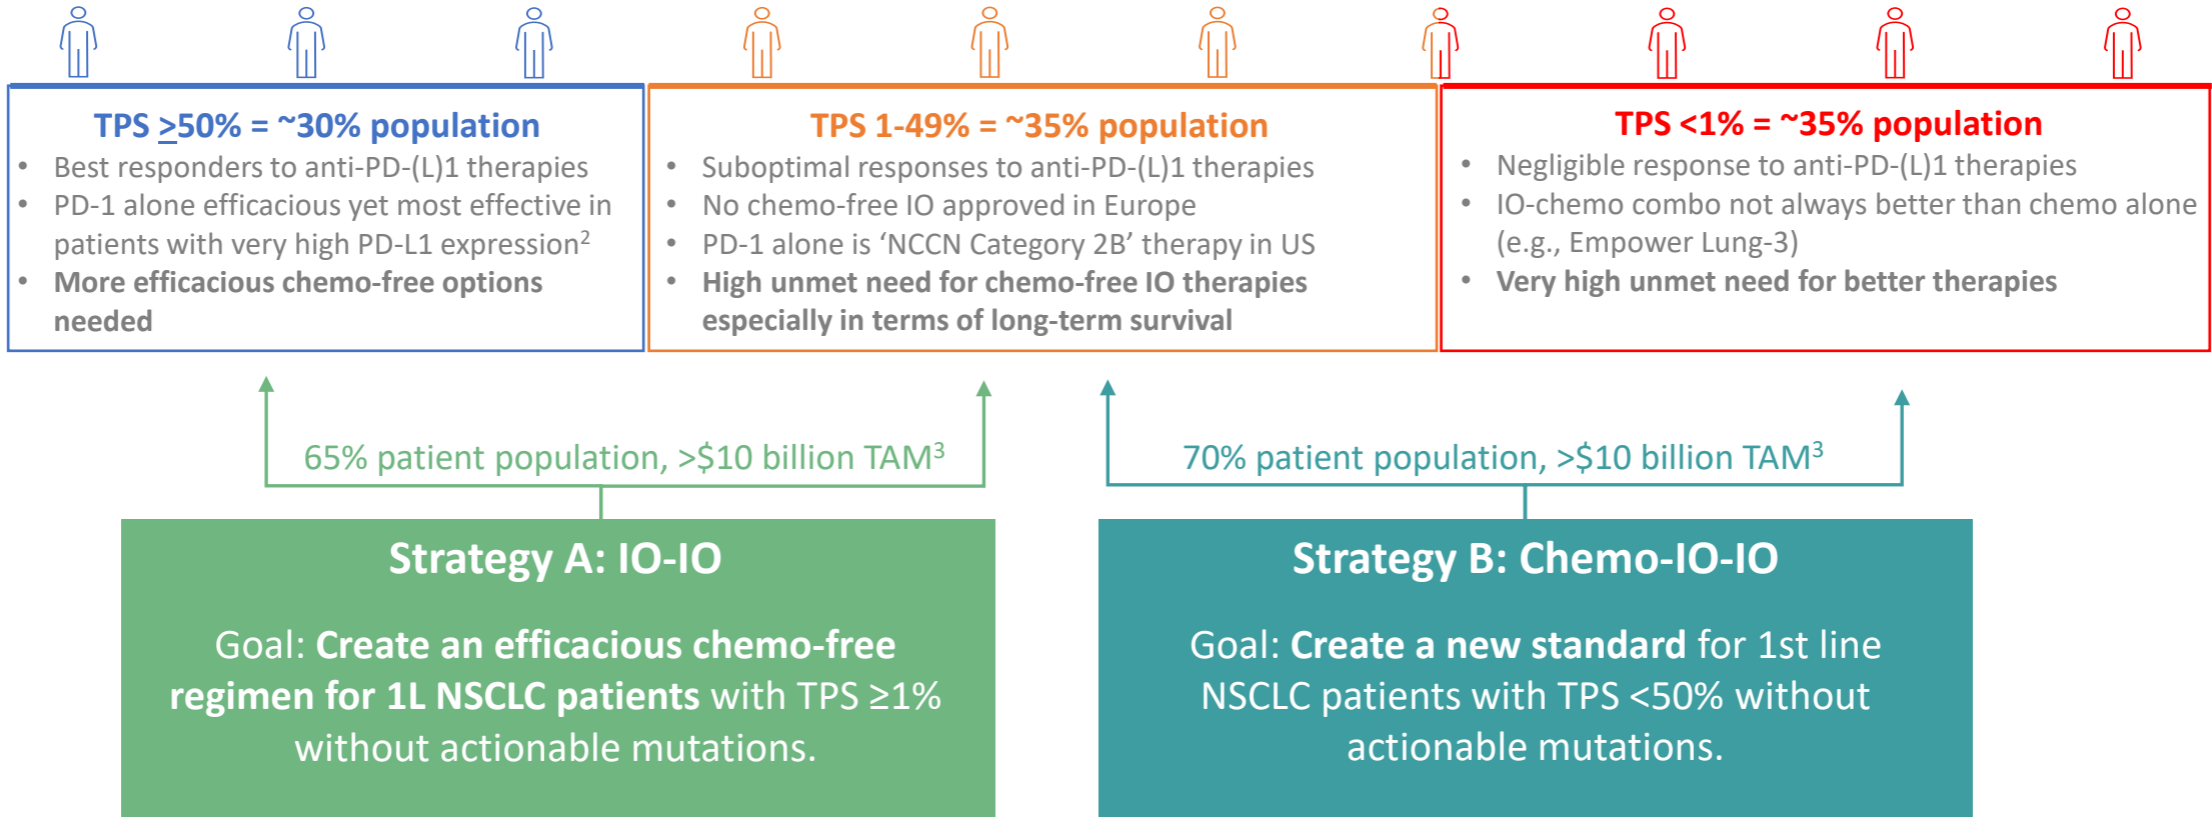 TPS ≥50% = ~30% population
• Best responders to anti-PD-(L)1 therapies
• PD-1 alone efficacious yet most effective in
patients with very high PD-L1 expression²
• More efficacious chemo-free options
needed
TPS 1-49% = ~35% population
• Suboptimal responses to anti-PD-(L)1 therapies
• No chemo-free IO approved in Europe
• PD-1 alone is ‘NCCN Category 2B’ therapy in US
• High unmet need for chemo-free IO therapies
especially in terms of long-term survival
TPS <1% = ~35% population
• Negligible response to anti-PD-(L)1 therapies
• IO-chemo combo not always better than chemo alone
(e.g., Empower Lung-3)
• Very high unmet need for better therapies
65% patient population, >$10 billion TAM³
70% patient population, >$10 billion TAM³
Strategy A: IO-IO
Goal: Create an efficacious chemo-free
regimen for 1L NSCLC patients with TPS ≥1%
without actionable mutations.
Strategy B: Chemo-IO-IO
Goal: Create a new standard for 1st line
NSCLC patients with TPS <50% without
actionable mutations.